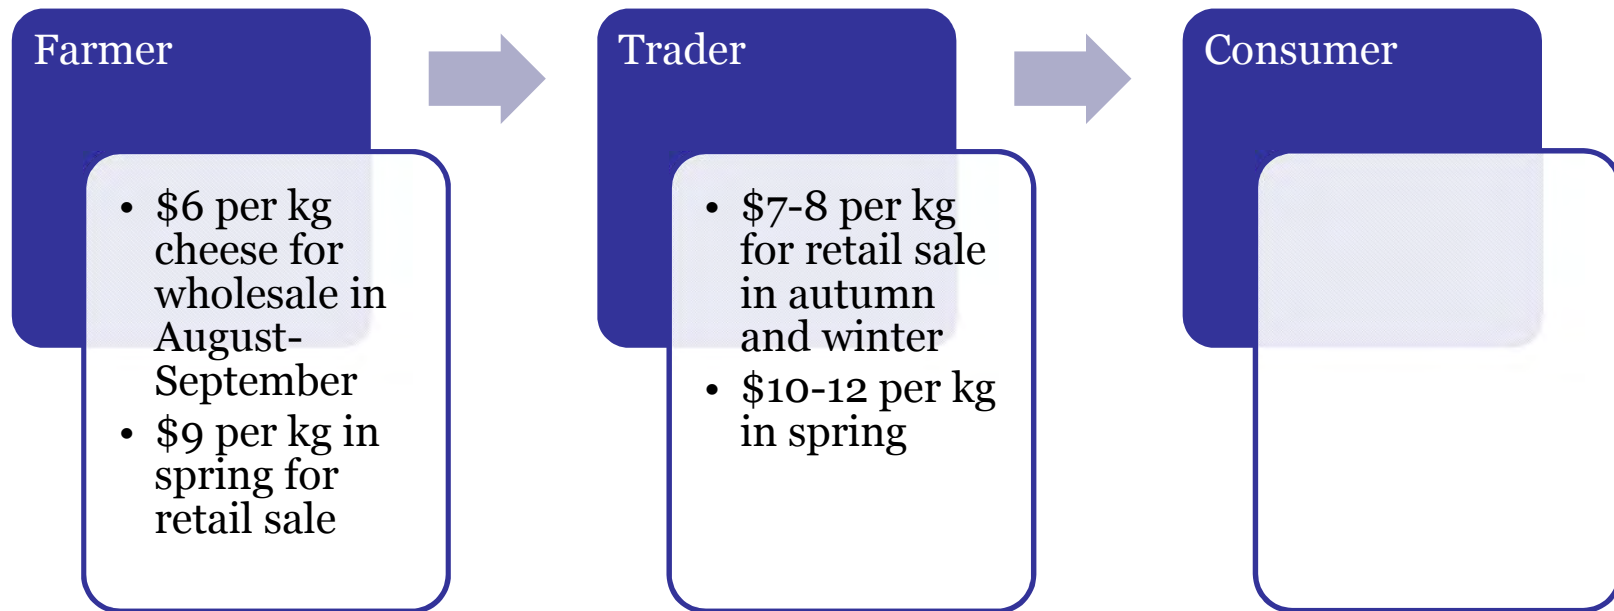 Farmer
• $6 per kg
cheese for
wholesale in
August-
September
• $9 per kg in
spring for
retail sale
Trader
• $7-8 per kg
for retail sale
in autumn
and winter
• $10-12 per kg
in spring
Consumer